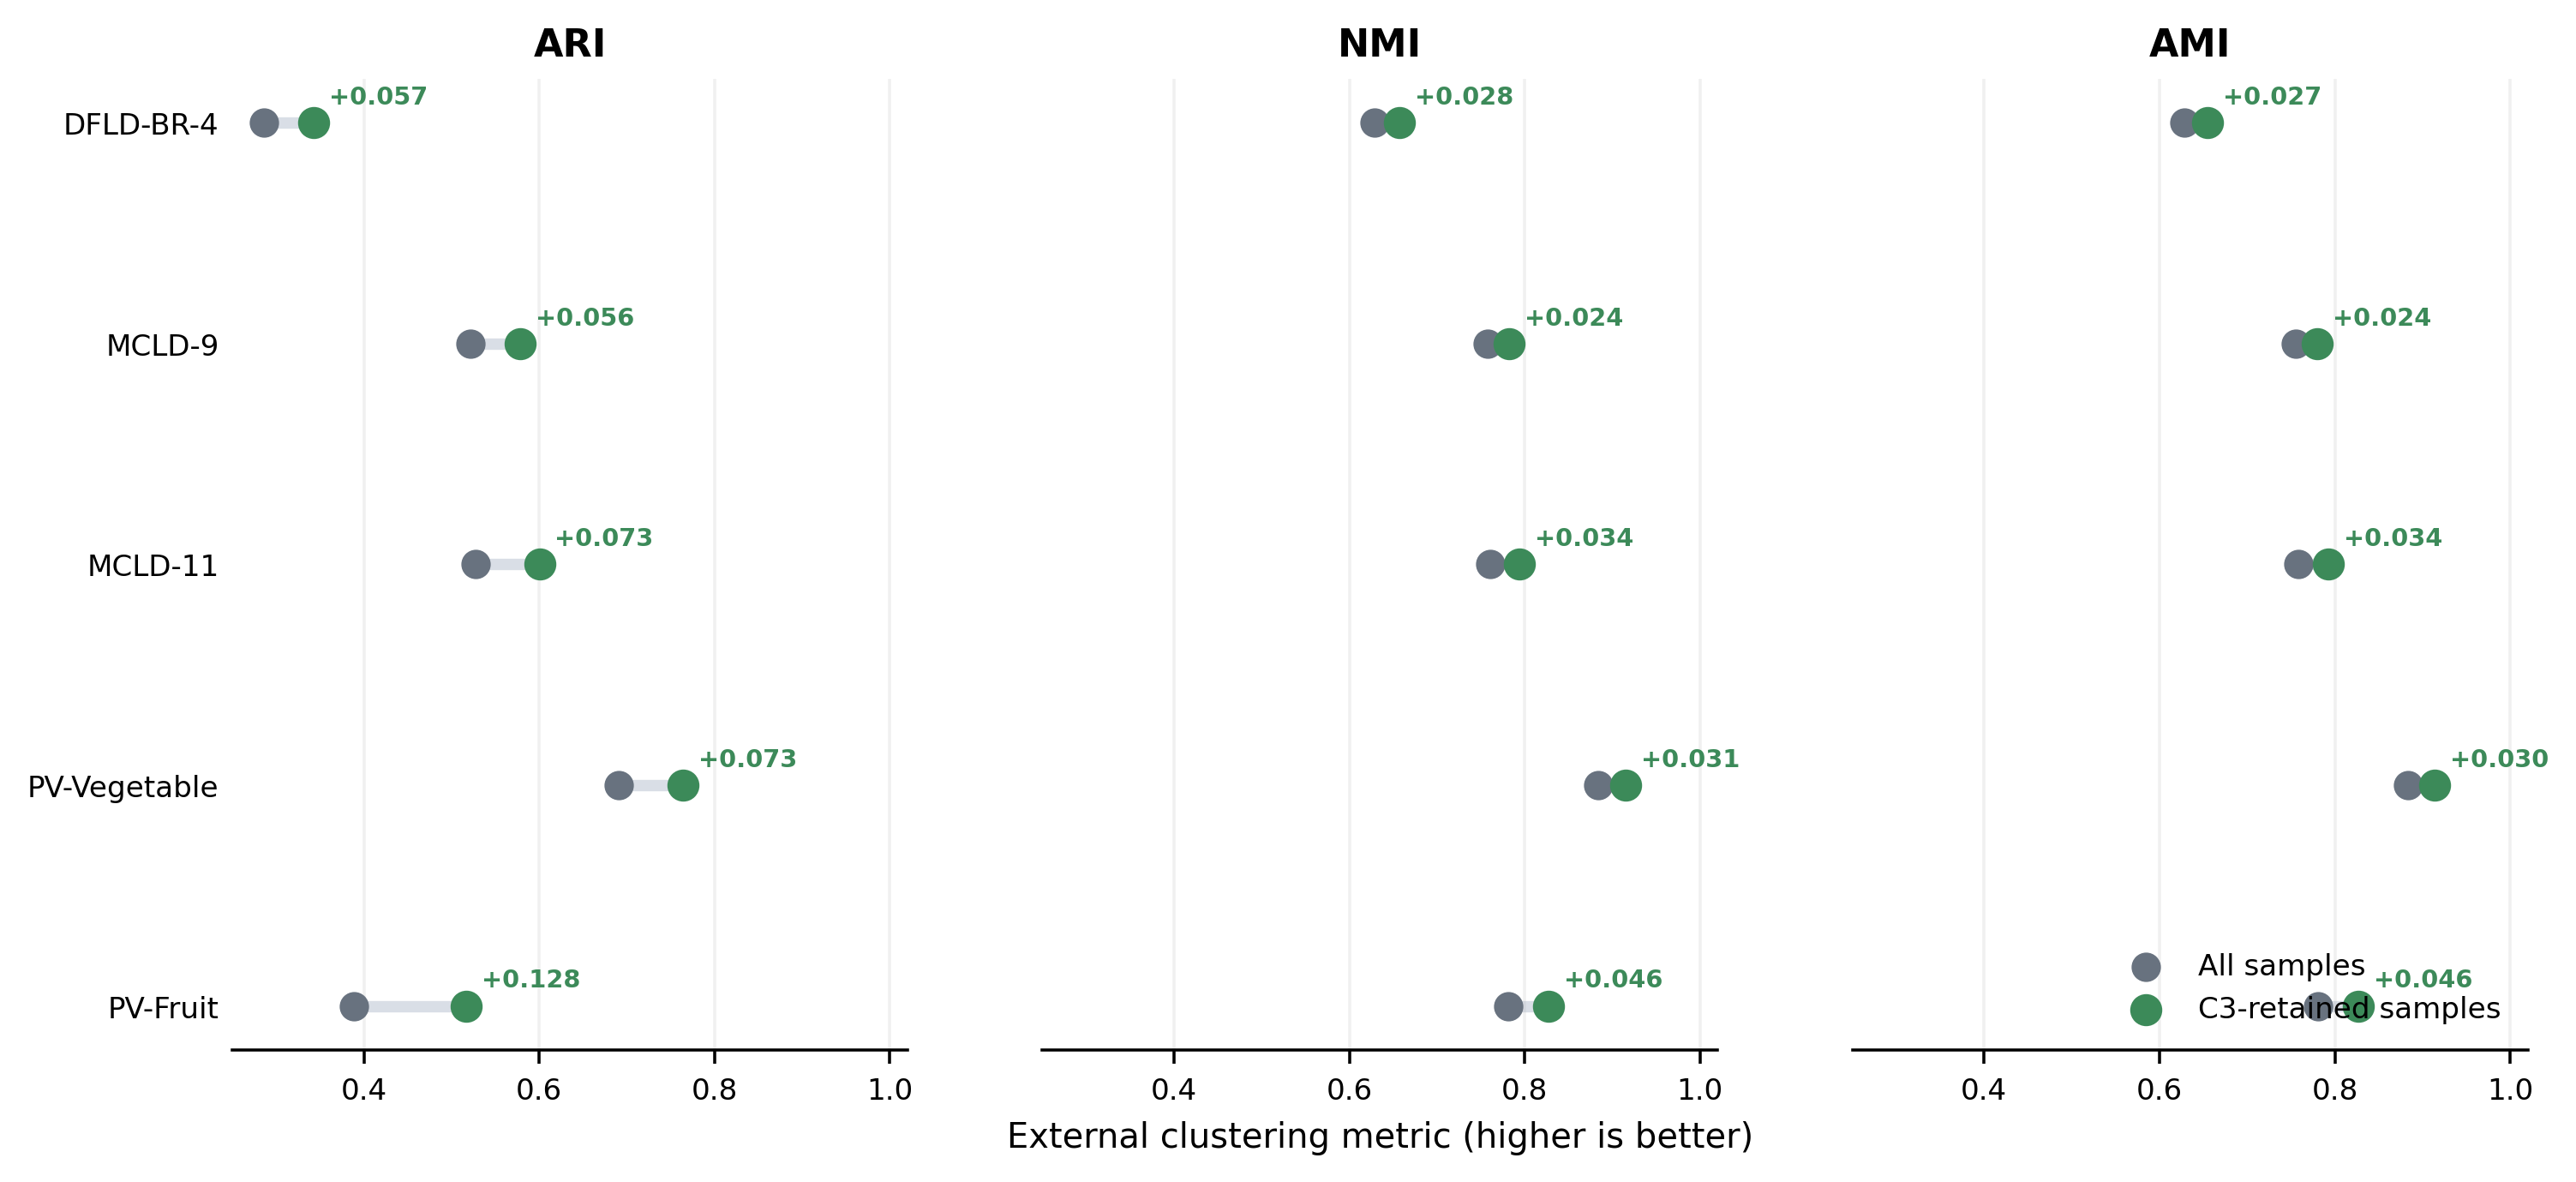 ARI
NMI
AMI
DFLD-BR-4
+0.057
+0.028
+0.027
MCLD-9
+0.056
+0.024
+0.024
MCLD-11
+0.073
+0.034
+0.034
PV-Vegetable
+0.073
+0.031
+0.030
PV-Fruit
+0.128
+0.046
+0.046
All samples
C3-retained samples
0.4 0.6 0.8 1.0
0.4 0.6 0.8 1.0
0.4 0.6 0.8 1.0
External clustering metric (higher is better)